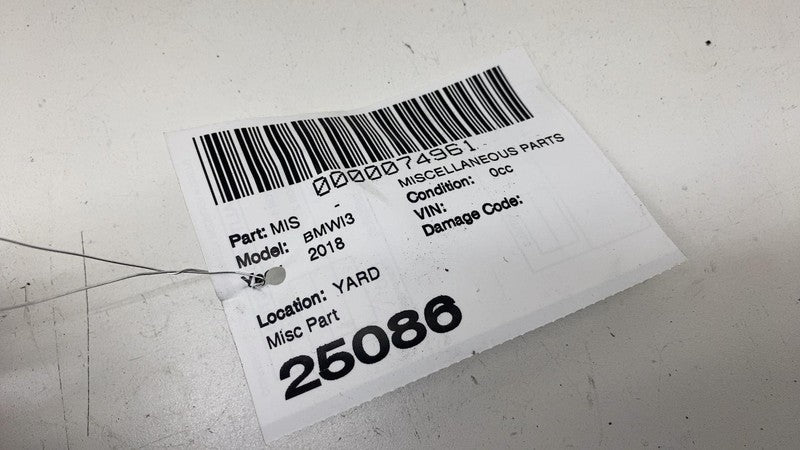 0000074961
MISCELLANEOUS PARTS
Part: MIS -
Condition: 0cc
Model: BMWI3
VIN:
2018
Damage Code:
Location: YARD
Misc Part
25086